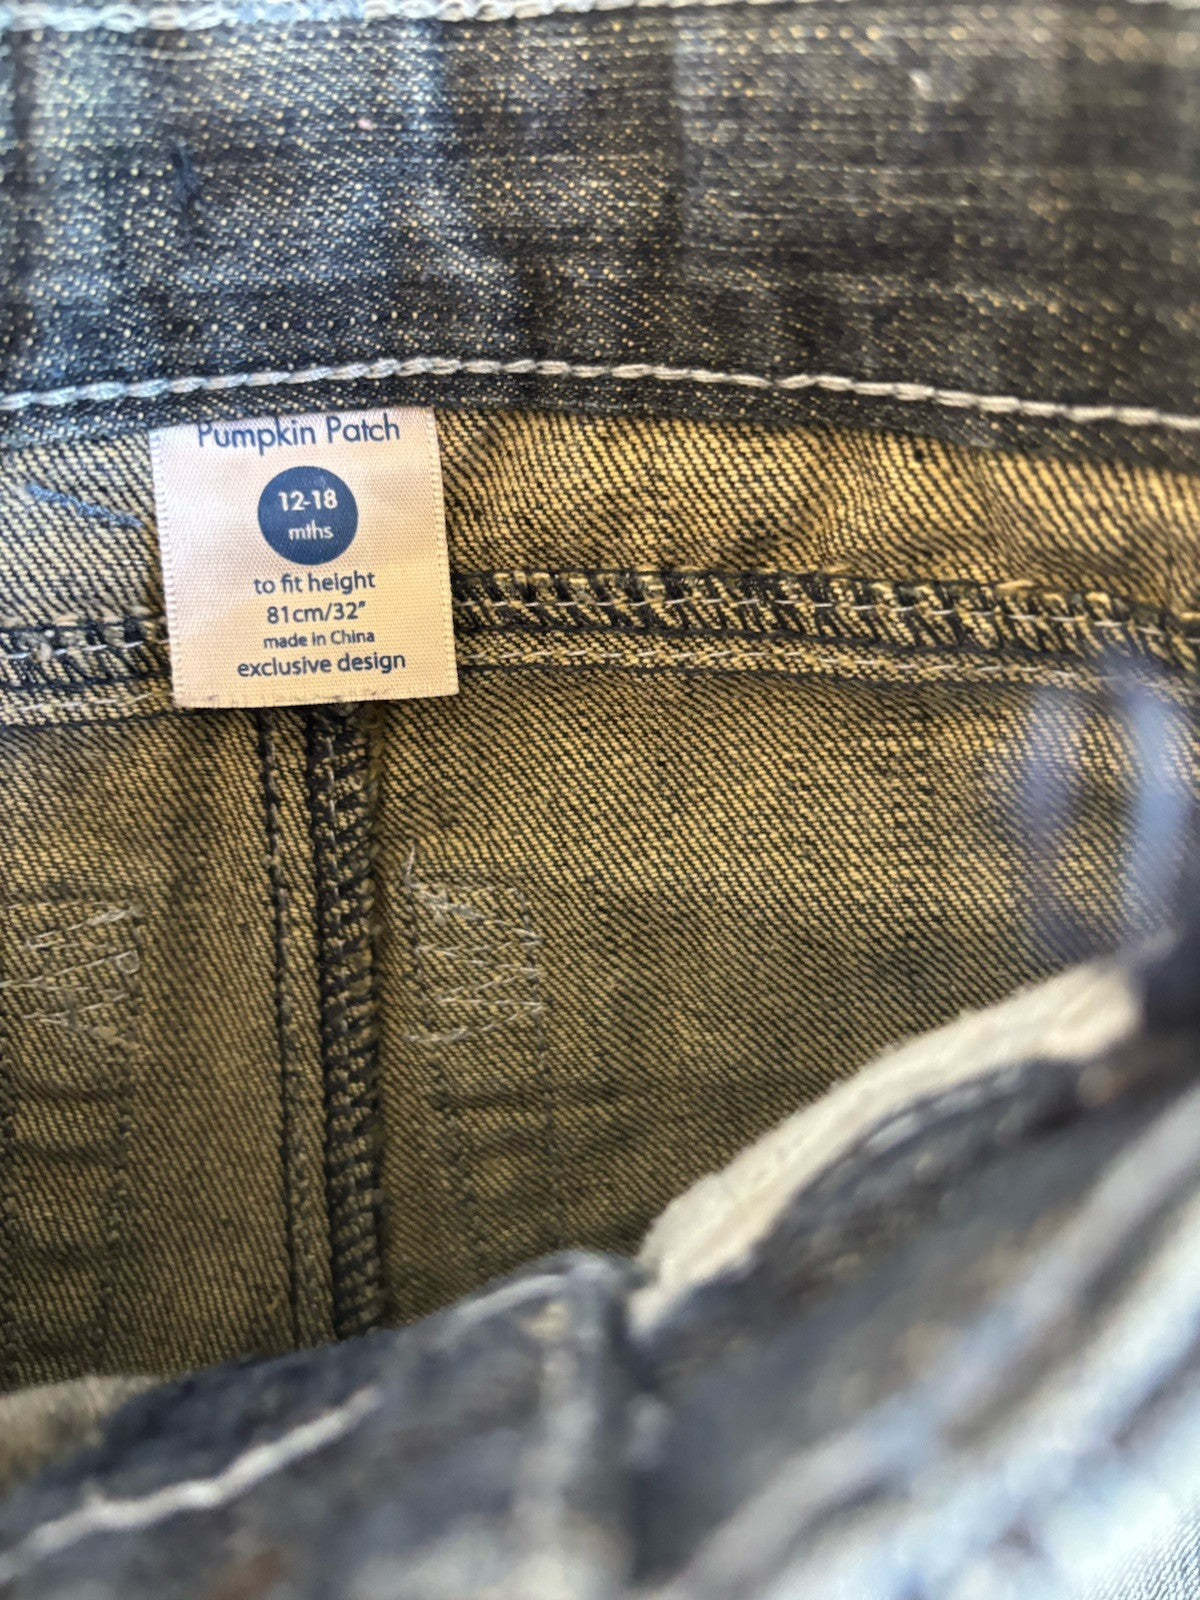 Pumpkin Patch
12-18
mths
to fit height
81cm/32"
made in China
exclusive design